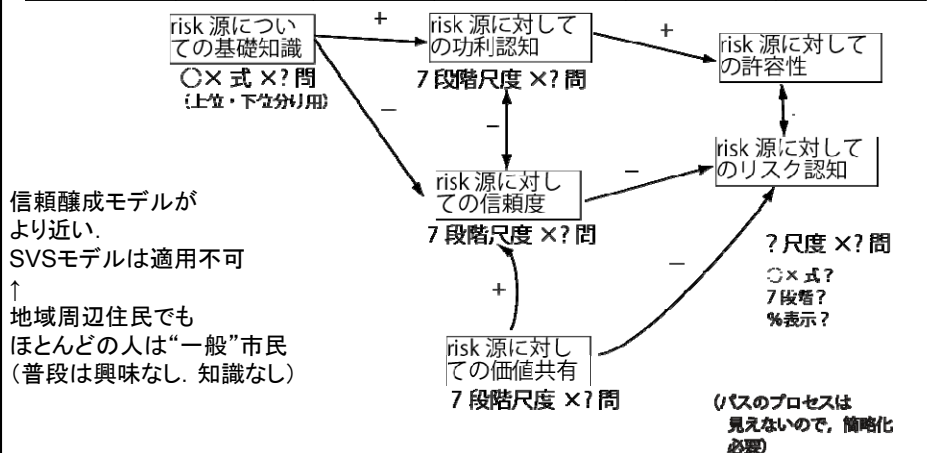 risk 源につい
ての基礎知識
○× 式 ×? 問
(上位・下位分け用)
+
risk 源に対して
の功利認知
7 段階尺度 ×? 問
+
risk 源に対して
の許容性
−
−
risk 源に対し
ての信頼度
7 段階尺度 ×? 問
−
risk 源に対して
のリスク認知
? 尺度 ×? 問
○× 式?
7 段階?
%表示?
信頼醸成モデルが
より近い.
SVSモデルは適用不可
↑
地域周辺住民でも
ほとんどの人は“一般”市民
(普段は興味なし. 知識なし)
+
−
risk 源に対し
ての価値共有
7 段階尺度 ×? 問
(パスのプロセスは
見えないので, 簡略化
必要)